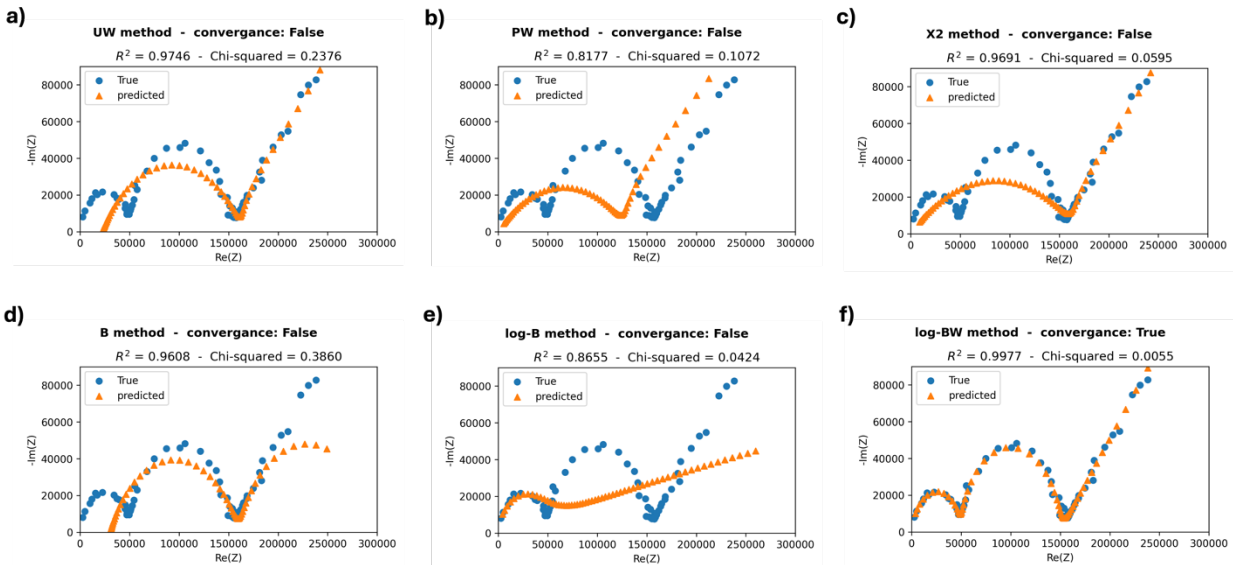 a)
UW method - convergance: False
R² = 0.9746 - Chi-squared = 0.2376
True
predicted
80000
60000
40000
20000
0
-Im(Z)
0 50000 100000 150000 200000 250000 300000
Re(Z)
b)
PW method - convergance: False
R² = 0.8177 - Chi-squared = 0.1072
True
predicted
80000
60000
40000
20000
0
-Im(Z)
0 50000 100000 150000 200000 250000 300000
Re(Z)
c)
X2 method - convergance: False
R² = 0.9691 - Chi-squared = 0.0595
True
predicted
80000
60000
40000
20000
0
-Im(Z)
0 50000 100000 150000 200000 250000 300000
Re(Z)
d)
B method - convergance: False
R² = 0.9608 - Chi-squared = 0.3860
True
predicted
80000
60000
40000
20000
0
-Im(Z)
0 50000 100000 150000 200000 250000 300000
Re(Z)
e)
log-B method - convergance: False
R² = 0.8655 - Chi-squared = 0.0424
True
predicted
80000
60000
40000
20000
0
-Im(Z)
0 50000 100000 150000 200000 250000 300000
Re(Z)
f)
log-BW method - convergance: True
R² = 0.9977 - Chi-squared = 0.0055
True
predicted
80000
60000
40000
20000
0
-Im(Z)
0 50000 100000 150000 200000 250000 300000
Re(Z)